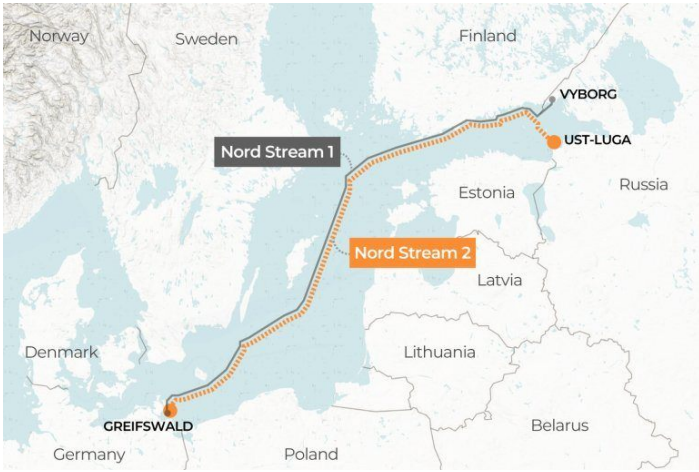 Norway
Sweden
Finland
VYBORG
UST-LUGA
Nord Stream 1
Russia
Estonia
Nord Stream 2
Latvia
Denmark
Lithuania
GREIFSWALD
Belarus
Germany
Poland